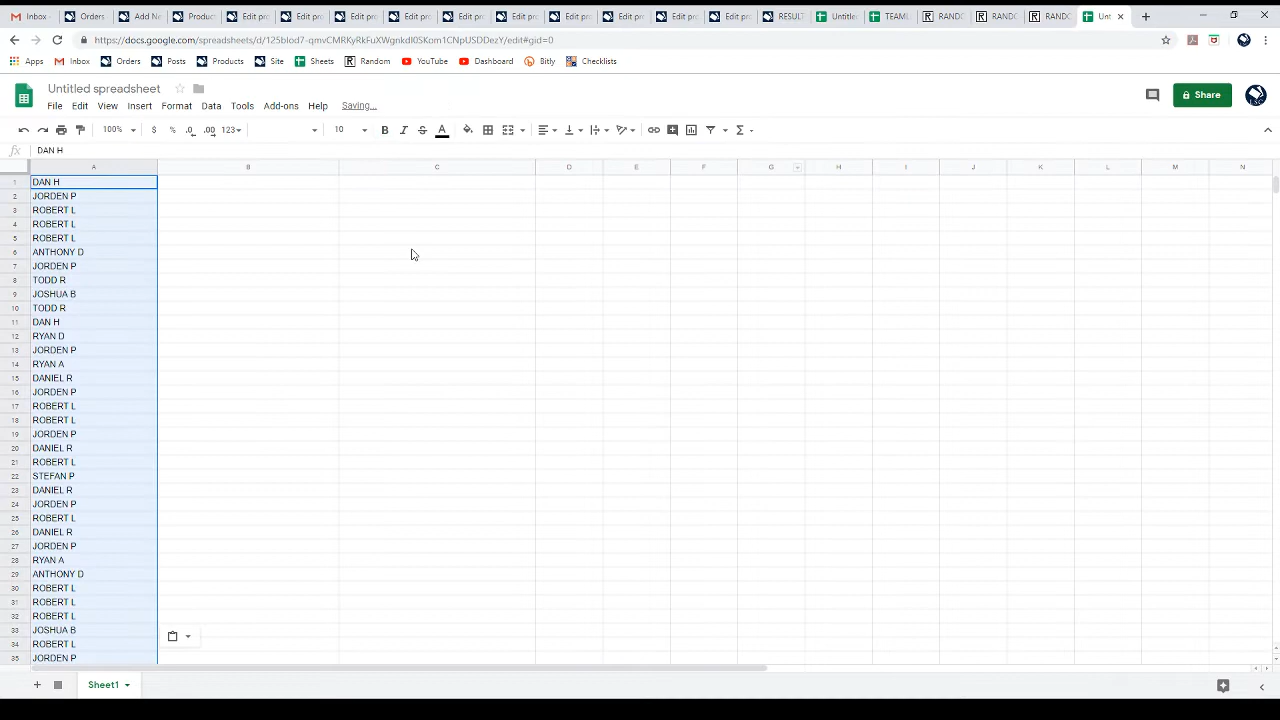 Inbox
Orders
Add Ne
Product
Edit pro
Edit pro
Edit pro
Edit pro
Edit pro
Edit pro
Edit pro
Edit pro
Edit pro
Edit pro
RESULT
Untitle
TEAML
RAND
RAND
RAND
Unt
https://docs.google.com/spreadsheets/d/125blod7-qmvCMRKyRkFuXWgnkdI0SKom1CNpUSDDezY/edit#gid=0
Apps Inbox Orders Posts Products Site Sheets Random YouTube Dashboard Bitly Checklists
Untitled spreadsheet
File Edit View Insert Format Data Tools Add-ons Help Saving...
Share
100% $ % .0 .00 123 10 B I S A
fx DAN H
A B C D E F G H I J K L M N
1 DAN H
2 JORDEN P
3 ROBERT L
4 ROBERT L
5 ROBERT L
6 ANTHONY D
7 JORDEN P
8 TODD R
9 JOSHUA B
10 TODD R
11 DAN H
12 RYAN D
13 JORDEN P
14 RYAN A
15 DANIEL R
16 JORDEN P
17 ROBERT L
18 ROBERT L
19 JORDEN P
20 DANIEL R
21 ROBERT L
22 STEFAN P
23 DANIEL R
24 JORDEN P
25 ROBERT L
26 DANIEL R
27 JORDEN P
28 RYAN A
29 ANTHONY D
30 ROBERT L
31 ROBERT L
32 ROBERT L
33 JOSHUA B
34 ROBERT L
35 JORDEN P
Sheet1